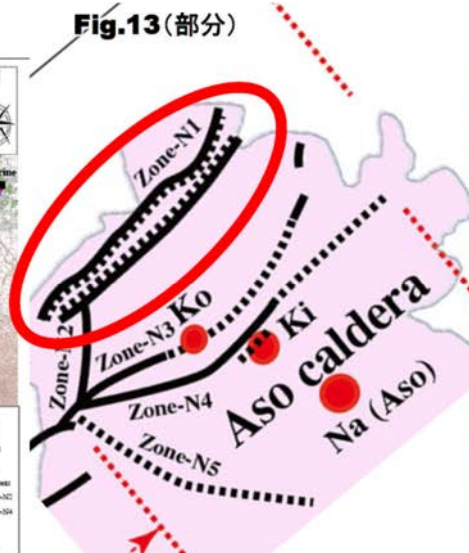 Fig.13(部分)
Zone-N1
Zone-N2
Zone-N3
Ko
Ki
Zone-N4
Aso caldera
Na (Aso)
Zone-N5